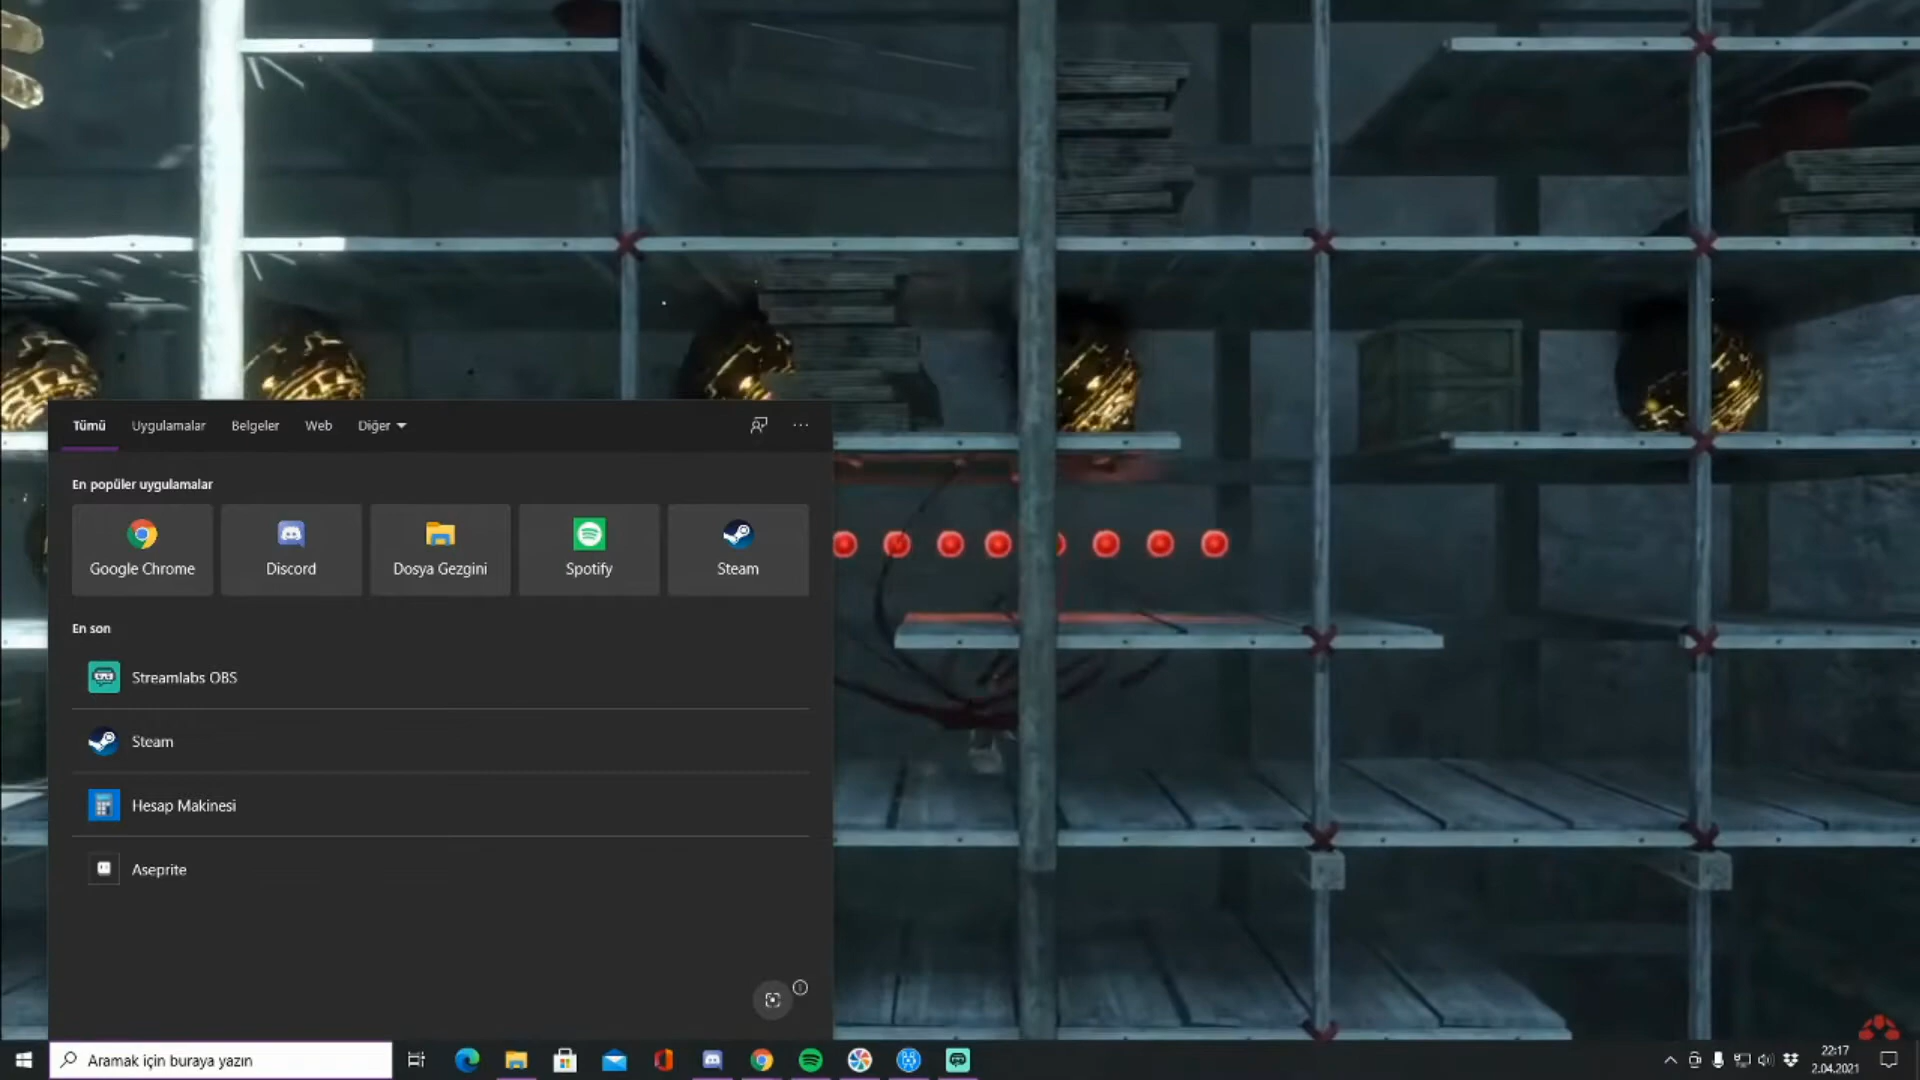 Tümü Uygulamalar Belgeler Web Diğer
En popüler uygulamalar
Google Chrome Discord Dosya Gezgini Spotify Steam
En son
Streamlabs OBS
Steam
Hesap Makinesi
Aseprite
Aramak için buraya yazın
22:17
2.04.2021